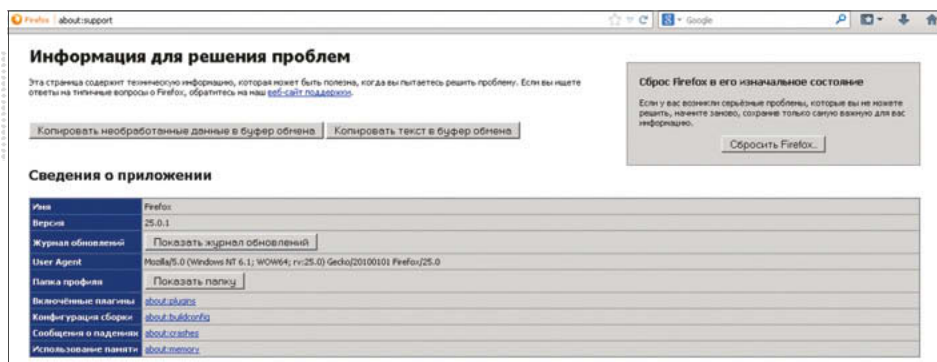 Firefox about:support
Google
Информация для решения проблем
Эта страница содержит техническую информацию, которая может быть полезна, когда вы пытаетесь решить проблему. Если вы ищете
ответы на типичные вопросы о Firefox, обратитесь на наш веб-сайт поддержки.
Копировать необработанные данные в буфер обмена Копировать текст в буфер обмена
Сброс Firefox в его изначальное состояние
Если у вас возникли серьёзные проблемы, которые вы не можете
решить, начните заново, сохранив только самую важную для вас
информацию.
Сбросить Firefox...
Сведения о приложении
Имя Firefox
Версия 25.0.1
Журнал обновлений Показать журнал обновлений
User Agent Mozilla/5.0 (Windows NT 6.1; WOW64; rv:25.0) Gecko/20100101 Firefox/25.0
Папка профиля Показать папку
Включённые плагины about:plugins
Конфигурация сборки about:buildconfig
Сообщения о падениях about:crashes
Использование памяти about:memory